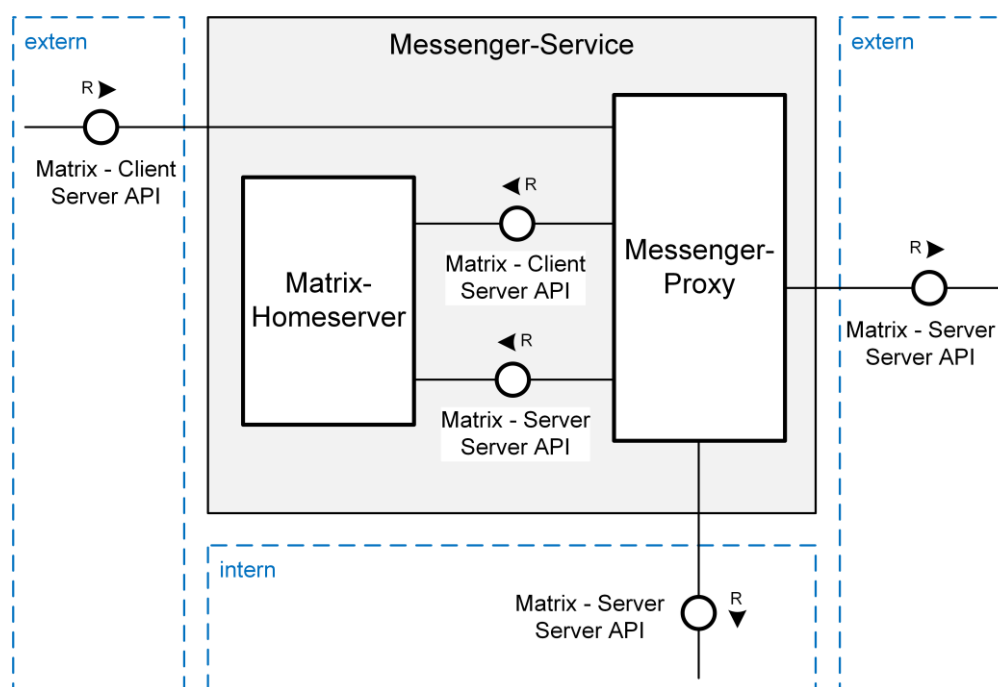 extern
Messenger-Service
extern
R
Matrix - Client
Server API
R
Matrix - Client
Server API
Matrix-
Homeserver
Messenger-
Proxy
R
Matrix - Server
Server API
R
Matrix - Server
Server API
intern
Matrix - Server
Server API
R